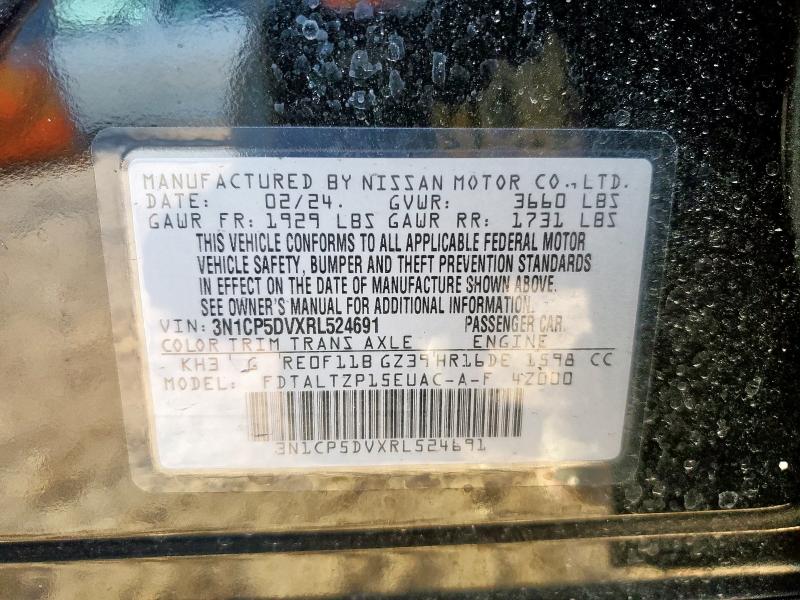 MANUFACTURED BY NISSAN MOTOR CO., LTD.
DATE: 02/24. GVWR: 3660 LBS
GAWR FR: 1929 LBS GAWR RR: 1731 LBS
THIS VEHICLE CONFORMS TO ALL APPLICABLE FEDERAL MOTOR
VEHICLE SAFETY, BUMPER AND THEFT PREVENTION STANDARDS
IN EFFECT ON THE DATE OF MANUFACTURE SHOWN ABOVE.
SEE OWNER'S MANUAL FOR ADDITIONAL INFORMATION.
VIN: 3N1CP5DVXRL524691 PASSENGER CAR.
COLOR TRIM TRANS AXLE ENGINE
KH3 G RE0F11B GZ39 HR16DE 1598 CC
MODEL: FDTALTZP15EUAC-A-F 4Z000
3N1CP5DVXRL524691